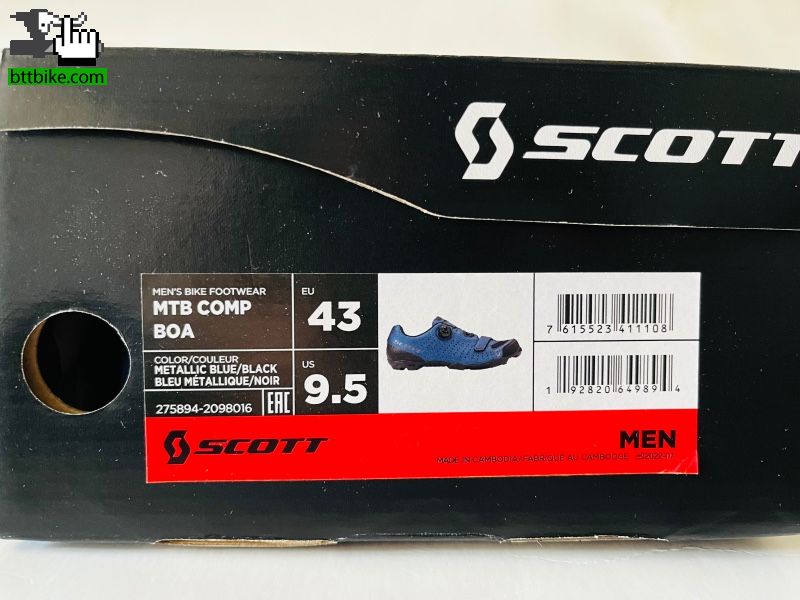 bttbike.com
SCOTT
MEN'S BIKE FOOTWEAR
MTB COMP
BOA
EU
43
COLOR/COULEUR
METALLIC BLUE/BLACK
BLEU MÉTALLIQUE/NOIR
US
9.5
275894-2098016
EAC
7 615523 411108
1 92820 64989 4
SCOTT
MEN
MADE IN CAMBODIA/FABRIQUÉ AU CAMBODGE